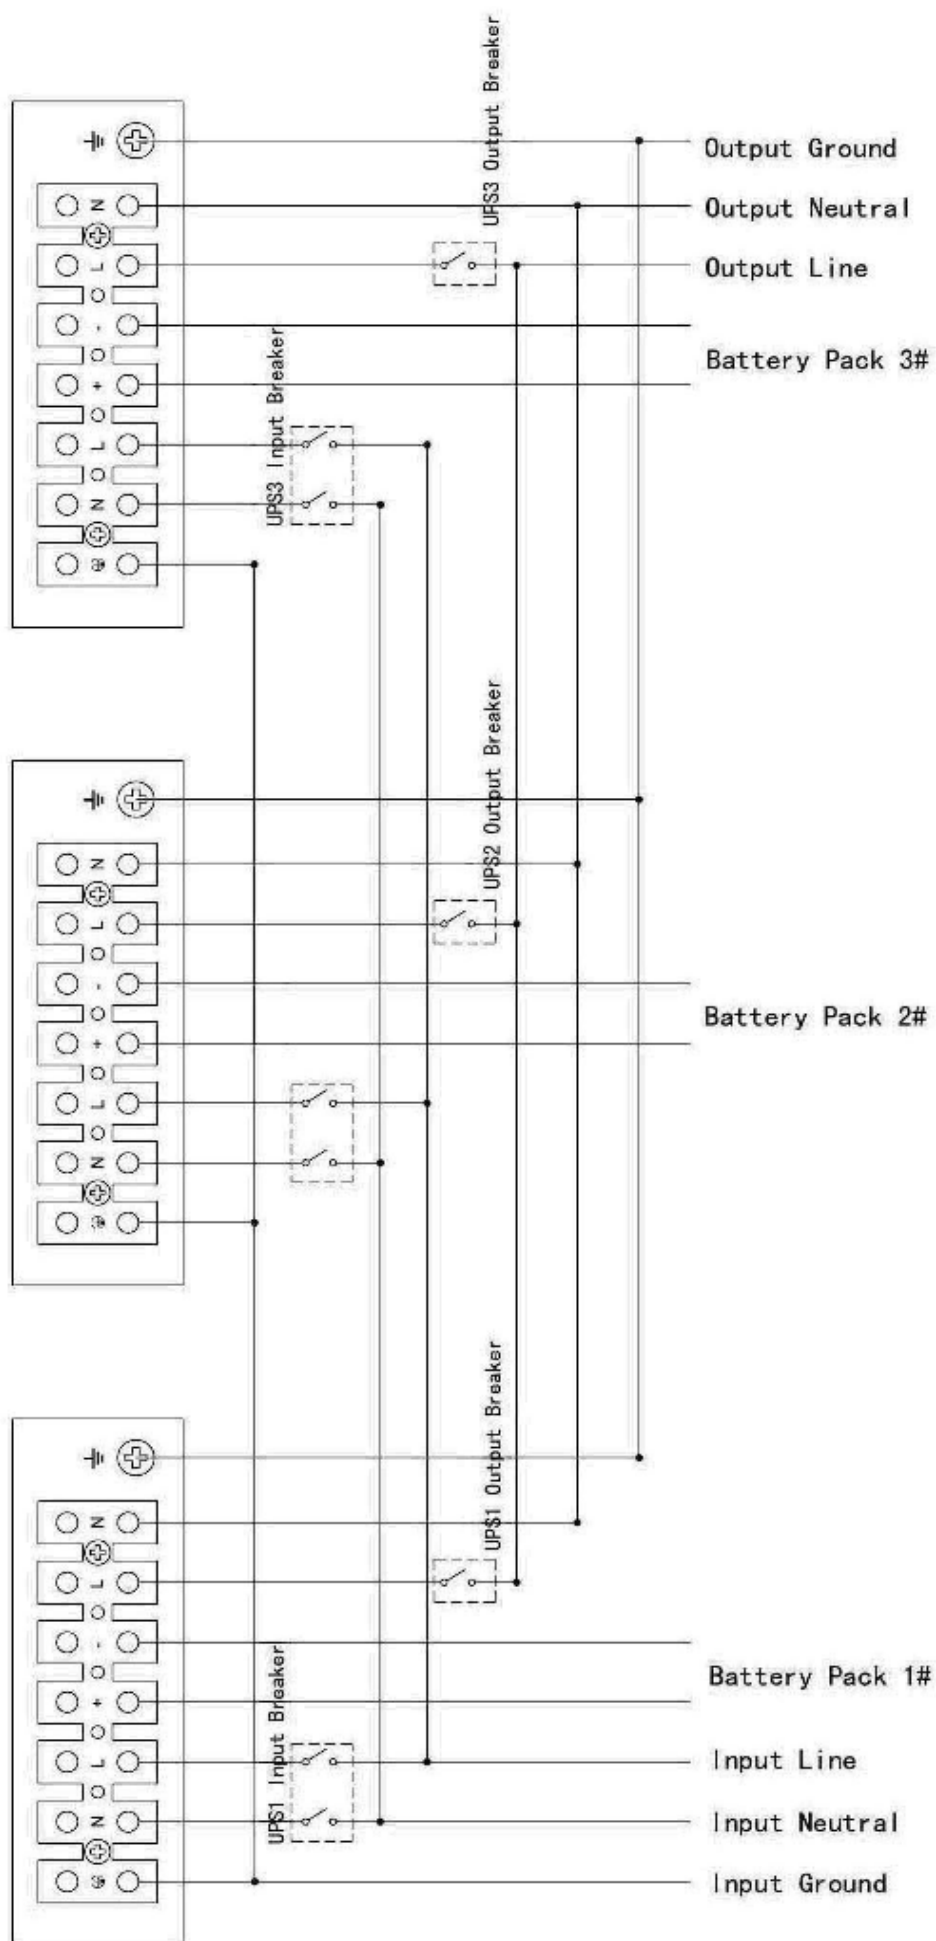 UPS3 Output Breaker
Output Ground
N
Output Neutral
L
Output Line
-
Battery Pack 3#
+
UPS3 Input Breaker
L
N
UPS2 Output Breaker
N
L
-
Battery Pack 2#
+
L
N
UPS1 Output Breaker
N
L
-
Battery Pack 1#
+
UPS1 Input Breaker
L
Input Line
N
Input Neutral
Input Ground